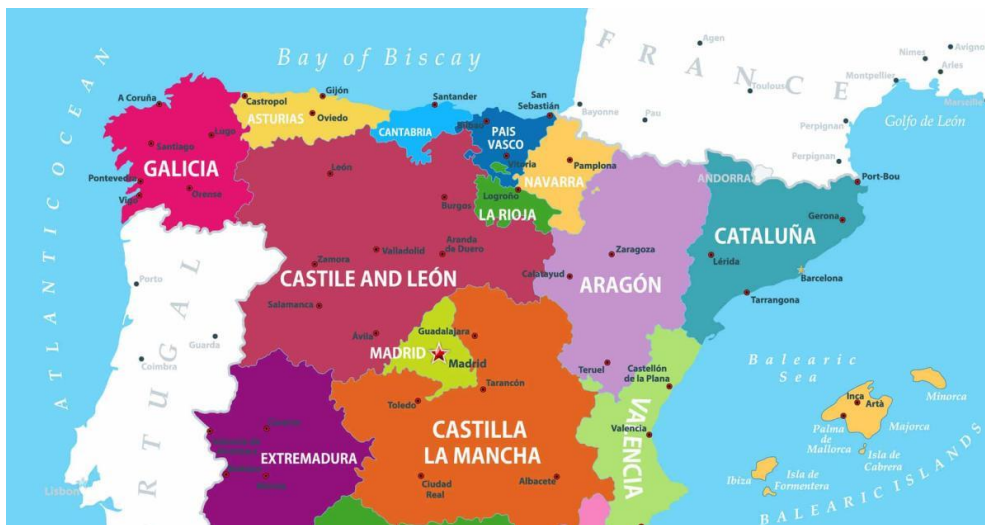 Bay of Biscay
ATLANTIC OCEAN
FRANCE
Agen
Nimes
Avigno
Arles
Montpellier
Marseille
Toulous
Golfo de León
Bayonne
Pau
Perpignan
Perpignan
ANDORRA
Port-Bou
A Coruña
Castropol
Gijón
ASTURIAS
Oviedo
Santander
CANTABRIA
San
Sebastián
Bilbao
PAIS
VASCO
Vitoria
Lugo
Santiago
GALICIA
Pontevedra
Vigo
Orense
León
Burgos
Pamplona
NAVARRA
Logroño
LA RIOJA
Gerona
CATALUÑA
Lérida
Barcelona
Tarrangona
Zaragoza
Calatayud
ARAGÓN
Teruel
Valladolid
Aranda
de Duero
Zamora
CASTILE AND LEÓN
Salamanca
Ávila
Guadalajara
MADRID
Madrid
Tarancón
Toledo
CASTILLA
LA MANCHA
Ciudad
Real
Albacete
Castellón
de la Plana
VALENCIA
Valencia
EXTREMADURA
Porto
Guarda
Coimbra
Lisbon
RTUGAL
Balearic
Sea
Inca
Artà
Minorca
Palma
de
Mallorca
Majorca
Isla de
Cabrera
Ibiza
Isla de
Formentera
BALEARIC ISLANDS